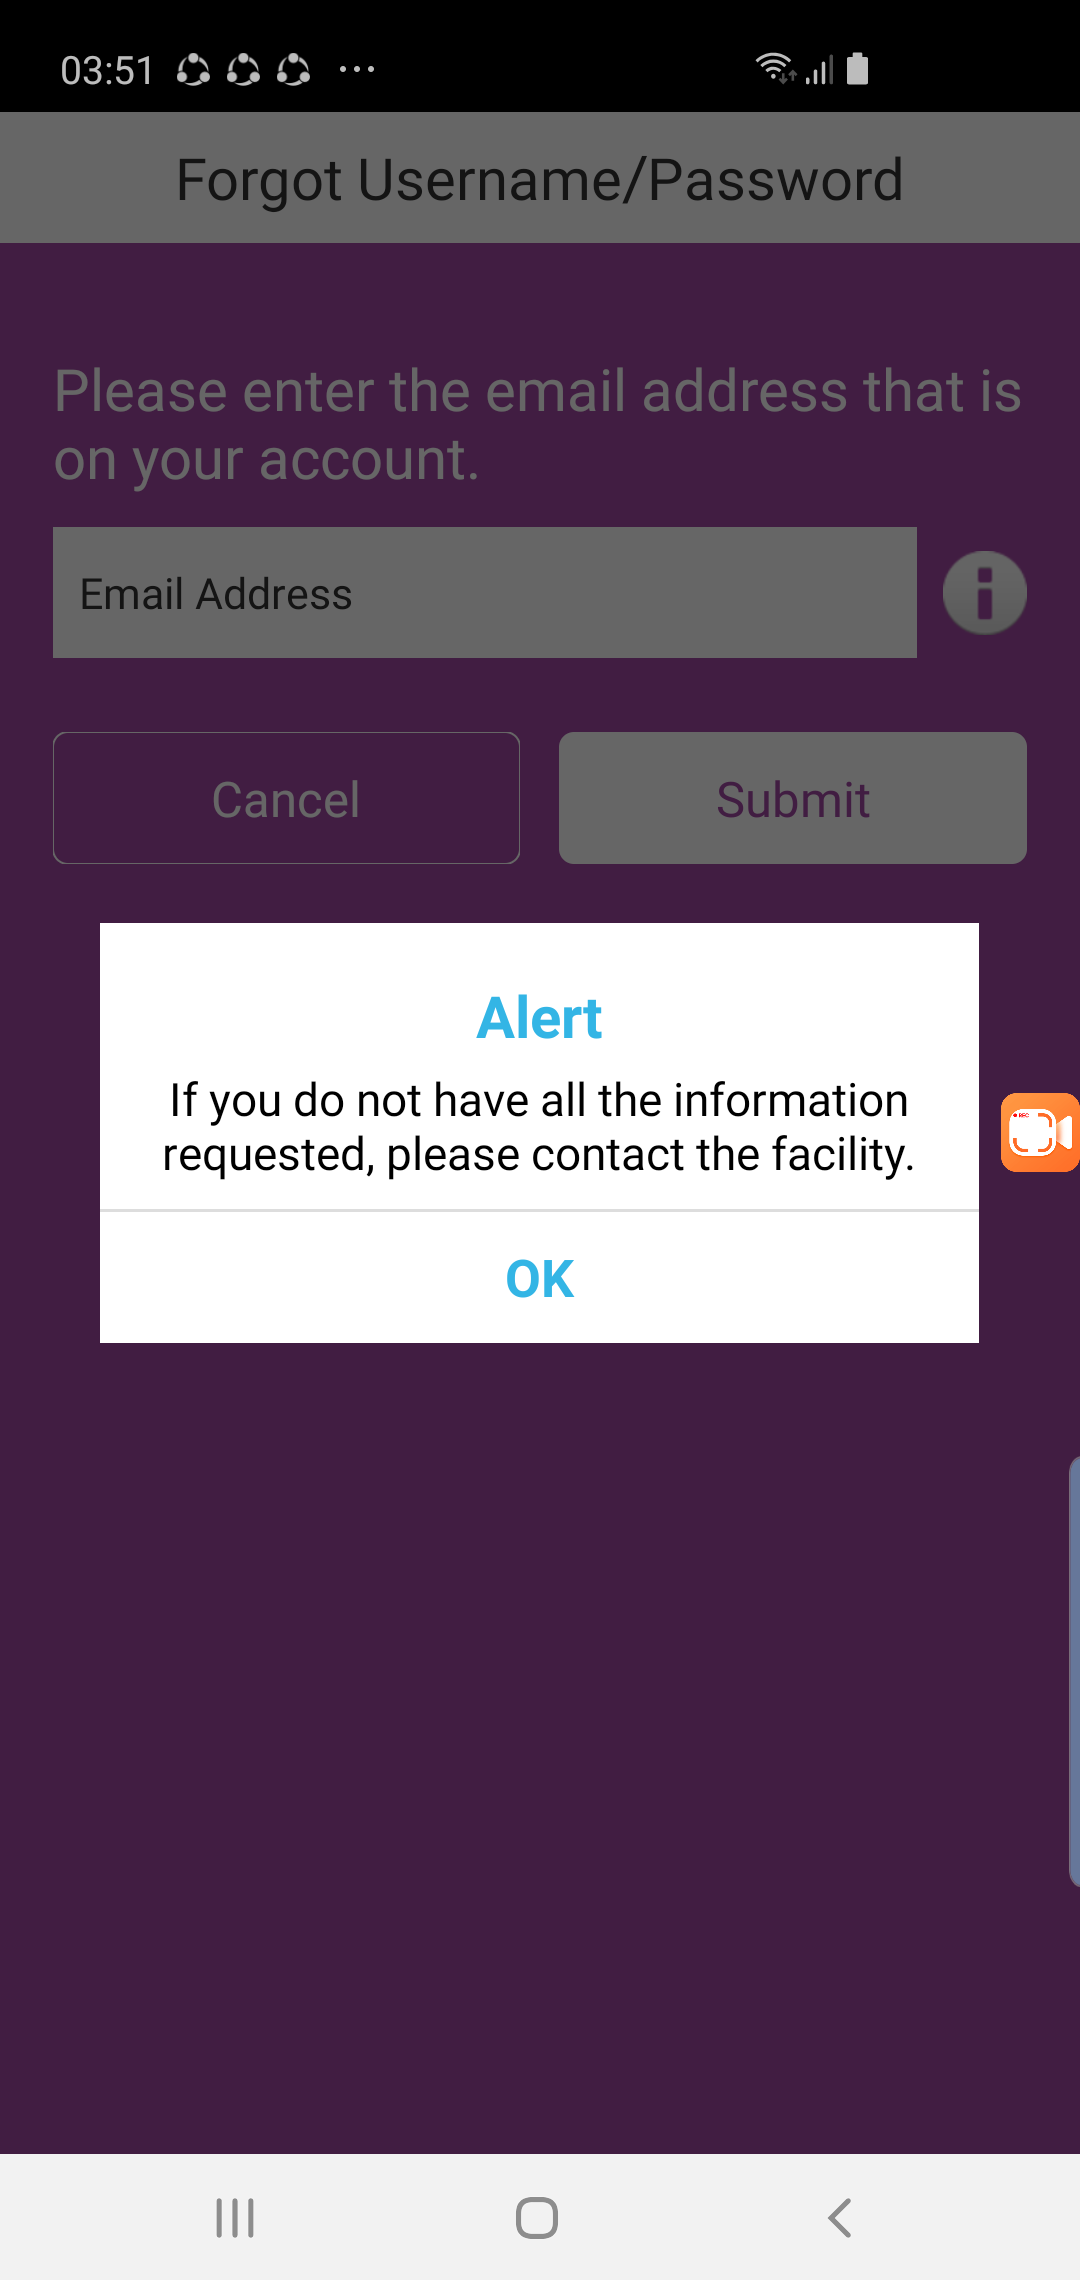 03:51
Forgot Username/Password
Please enter the email address that is
on your account.
Email Address
Cancel
Submit
Alert
If you do not have all the information
requested, please contact the facility.
REC
OK